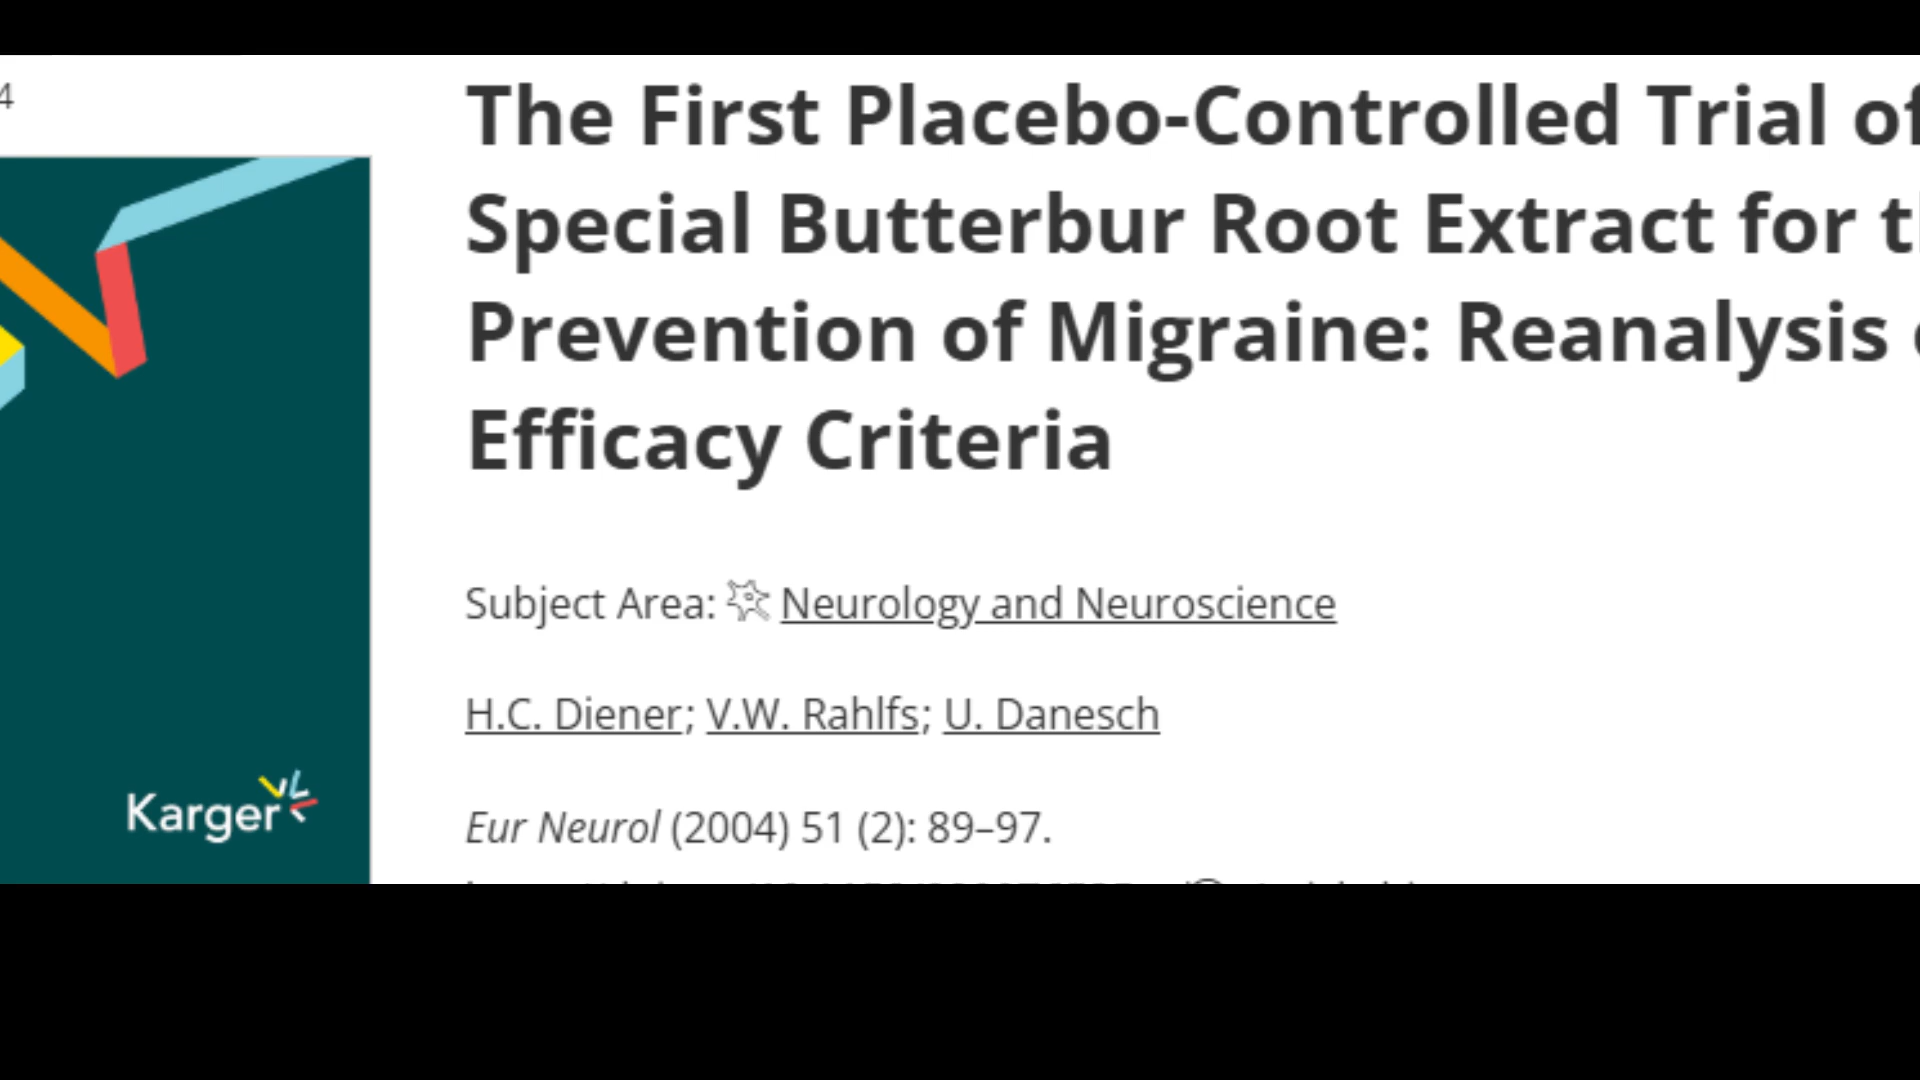 4
The First Placebo-Controlled Trial of
Special Butterbur Root Extract for
Prevention of Migraine: Reanalysis
Efficacy Criteria
Subject Area: Neurology and Neuroscience
H.C. Diener; V.W. Rahlfs; U. Danesch
Karger
Eur Neurol (2004) 51 (2): 89–97.